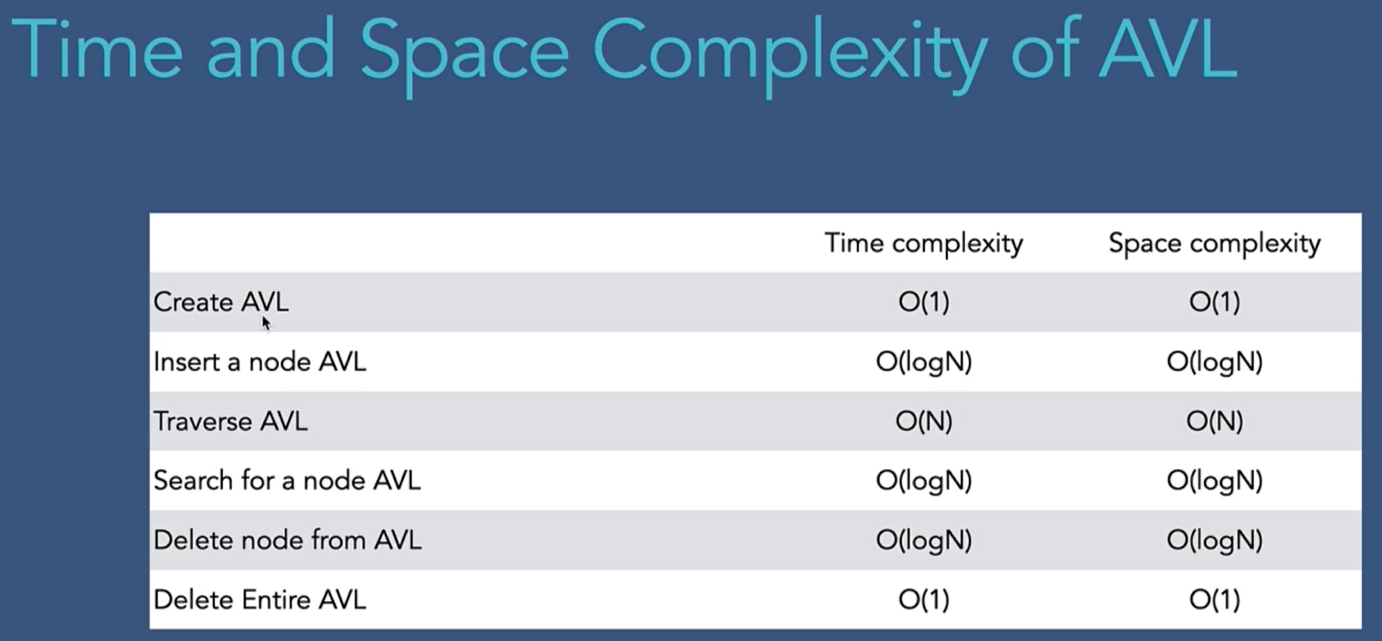 Time and Space Complexity of AVL
Time complexity Space complexity
Create AVL O(1) O(1)
Insert a node AVL O(logN) O(logN)
Traverse AVL O(N) O(N)
Search for a node AVL O(logN) O(logN)
Delete node from AVL O(logN) O(logN)
Delete Entire AVL O(1) O(1)